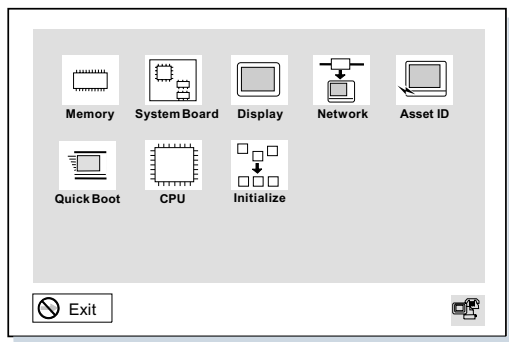 Memory System Board Display Network Asset ID
Quick Boot CPU Initialize
Exit